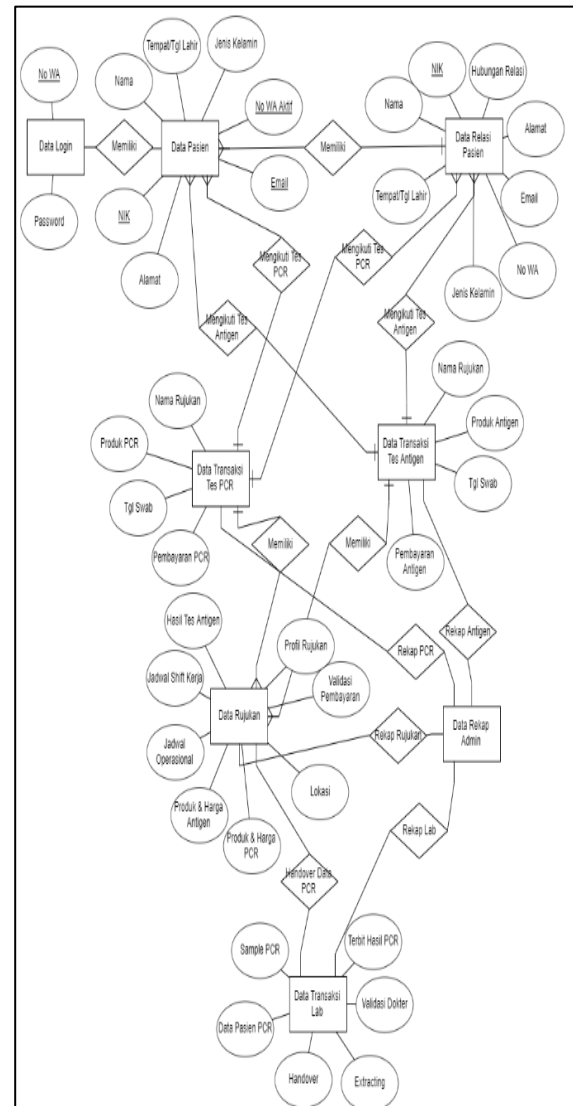 Tempat/Tgl Lahir
Jenis Kelamin
No WA
Nama
No WA Aktif
Data Login
Memiliki
Data Pasien
Memiliki
Email
Password
NIK
Alamat
NIK
Hubungan Relasi
Nama
Data Relasi
Pasien
Alamat
Tempat/Tgl Lahir
Email
No WA
Jenis Kelamin
Mengikuti Tes
PCR
Mengikuti Tes
PCR
Mengikuti Tes
Antigen
Mengikuti Tes
Antigen
Nama Rujukan
Produk PCR
Data Transaksi
Tes PCR
Tgl Swab
Pembayaran PCR
Nama Rujukan
Data Transaksi
Tes Antigen
Produk Antigen
Tgl Swab
Pembayaran
Antigen
Memiliki
Memiliki
Rekap Antigen
Rekap PCR
Hasil Tes Antigen
Profil Rujukan
Jadwal Shift Kerja
Validasi
Pembayaran
Data Rujukan
Rekap Rujukan
Data Rekap
Admin
Jadwal
Operasional
Lokasi
Produk & Harga
Antigen
Produk & Harga
PCR
Rekap Lab
Handover Data
PCR
Sample PCR
Terbit Hasil PCR
Data Transaksi
Lab
Validasi Dokter
Data Pasien PCR
Handover
Extracting